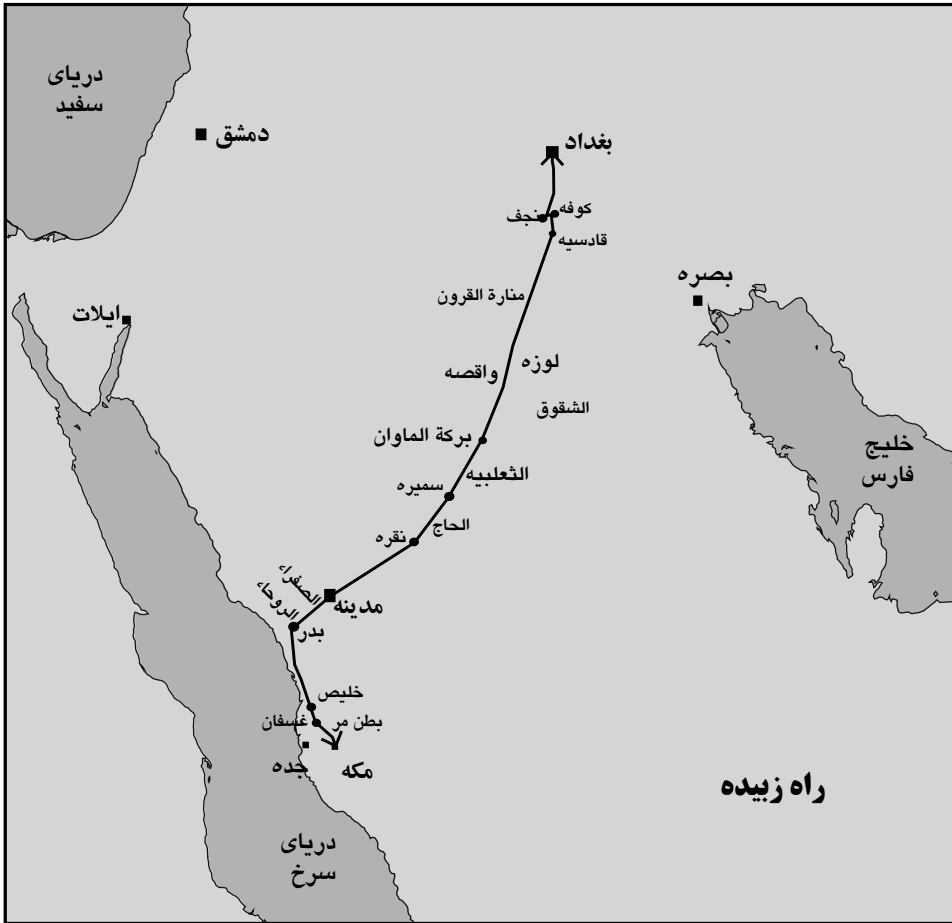 دریای
سفید
دمشق
بغداد
کوفه
نجف
قادسیه
بصره
منارة القرون
ایلات
لوزه
واقصه
الشقوق
برکة الماوان
خلیج
فارس
الثعلبیه
سمیره
الحاج
نقره
الصفراء
الروحاء
مدینه
بدر
خلیص
بطن مر
غسفان
جده
مکه
راه زبیده
دریای
سرخ